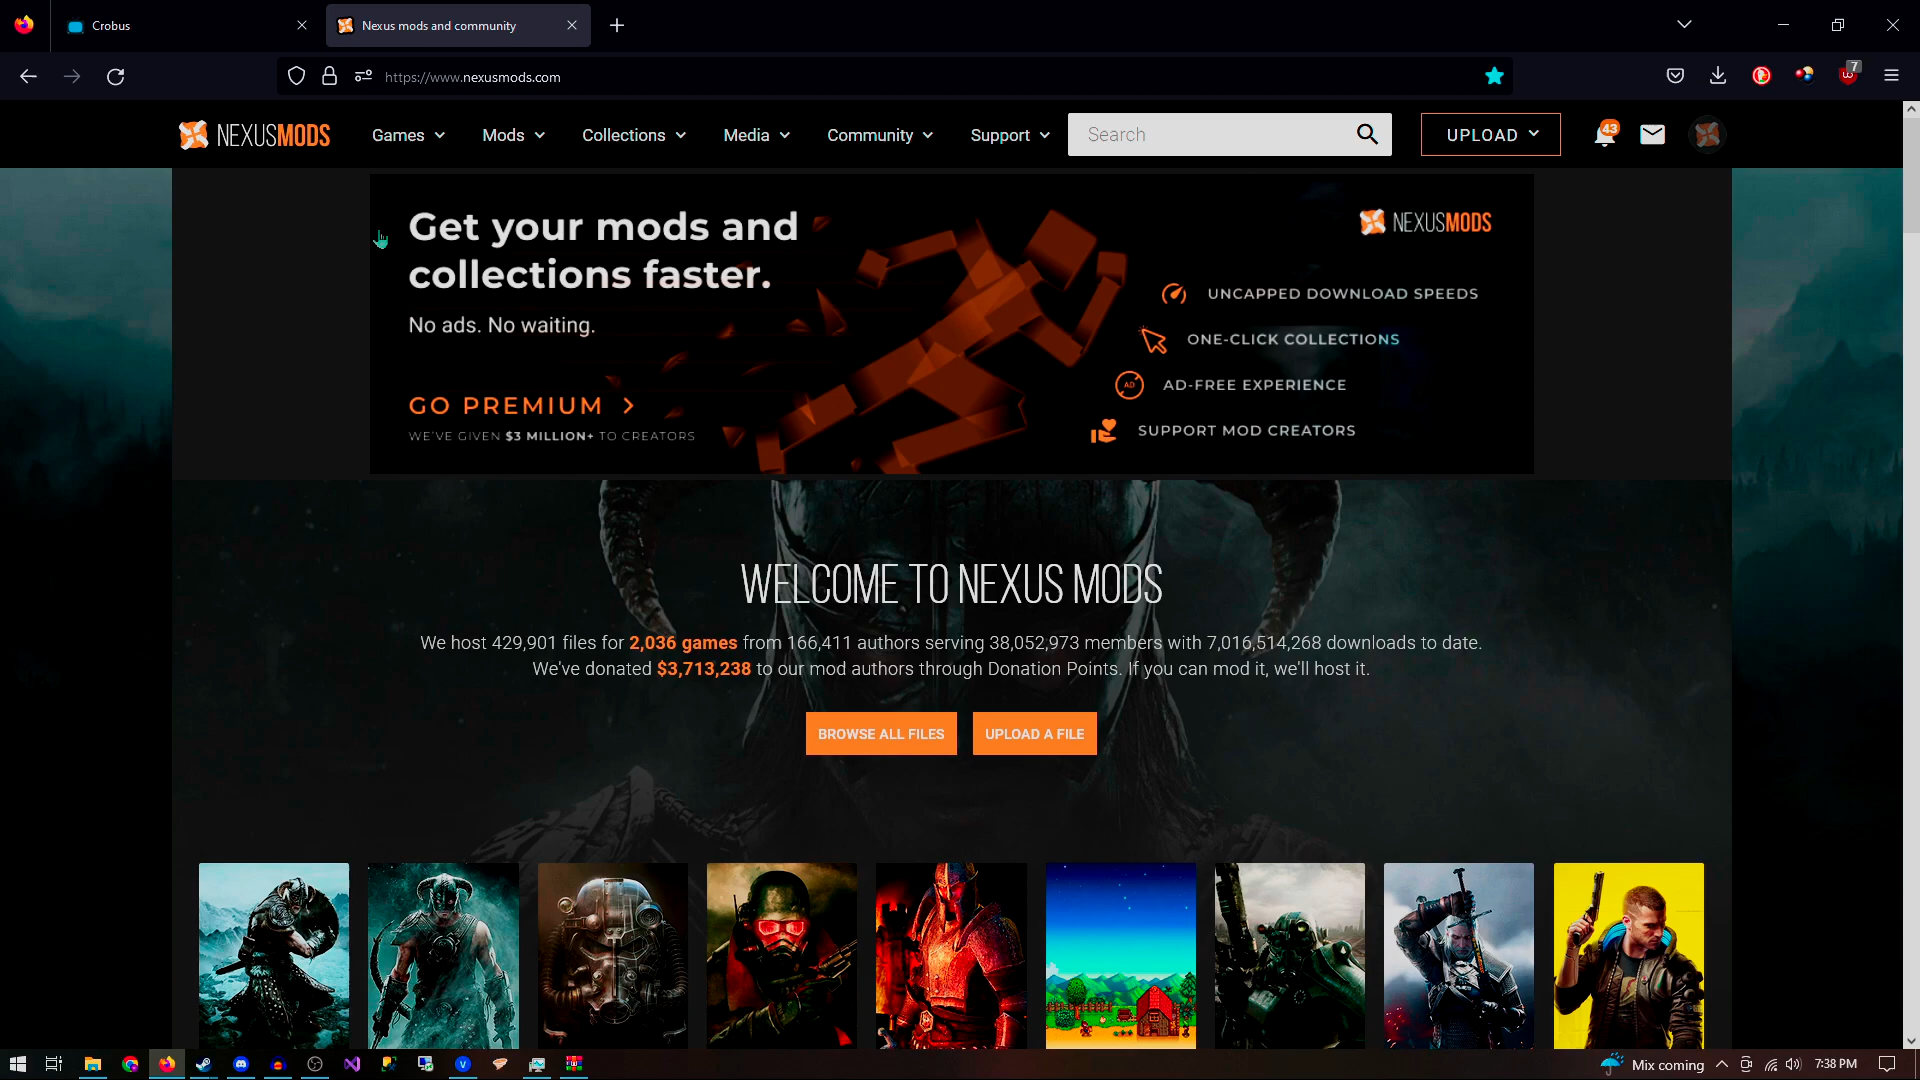 Crobus
Nexus mods and community
https://www.nexusmods.com
7
NEXUSMODS
Games
Mods
Collections
Media
Community
Support
Search
UPLOAD
43
Get your mods and
collections faster.
No ads. No waiting.
GO PREMIUM
WE'VE GIVEN $3 MILLION+ TO CREATORS
NEXUSMODS
UNCAPPED DOWNLOAD SPEEDS
ONE-CLICK COLLECTIONS
AD
AD-FREE EXPERIENCE
SUPPORT MOD CREATORS
WELCOME TO NEXUS MODS
We host 429,901 files for 2,036 games from 166,411 authors serving 38,052,973 members with 7,016,514,268 downloads to date.
We've donated $3,713,238 to our mod authors through Donation Points. If you can mod it, we'll host it.
BROWSE ALL FILES
UPLOAD A FILE
Mix coming
7:38 PM